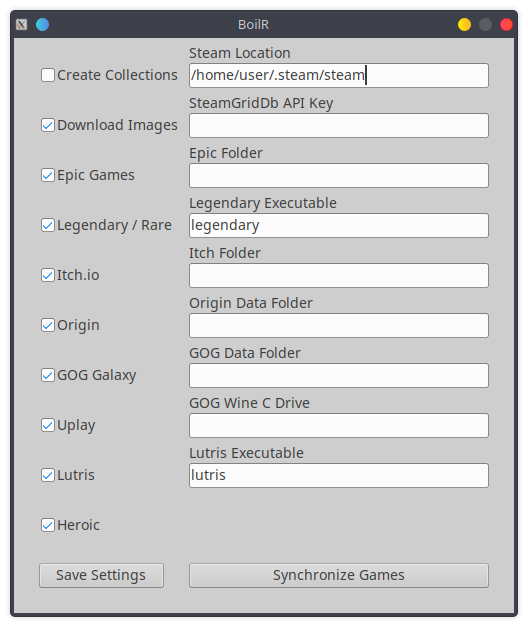 BoilR
Steam Location
Create Collections
/home/user/.steam/steam
SteamGridDb API Key
Download Images
Epic Folder
Epic Games
Legendary Executable
Legendary / Rare
legendary
Itch Folder
Itch.io
Origin Data Folder
Origin
GOG Data Folder
GOG Galaxy
GOG Wine C Drive
Uplay
Lutris Executable
Lutris
lutris
Heroic
Save Settings
Synchronize Games